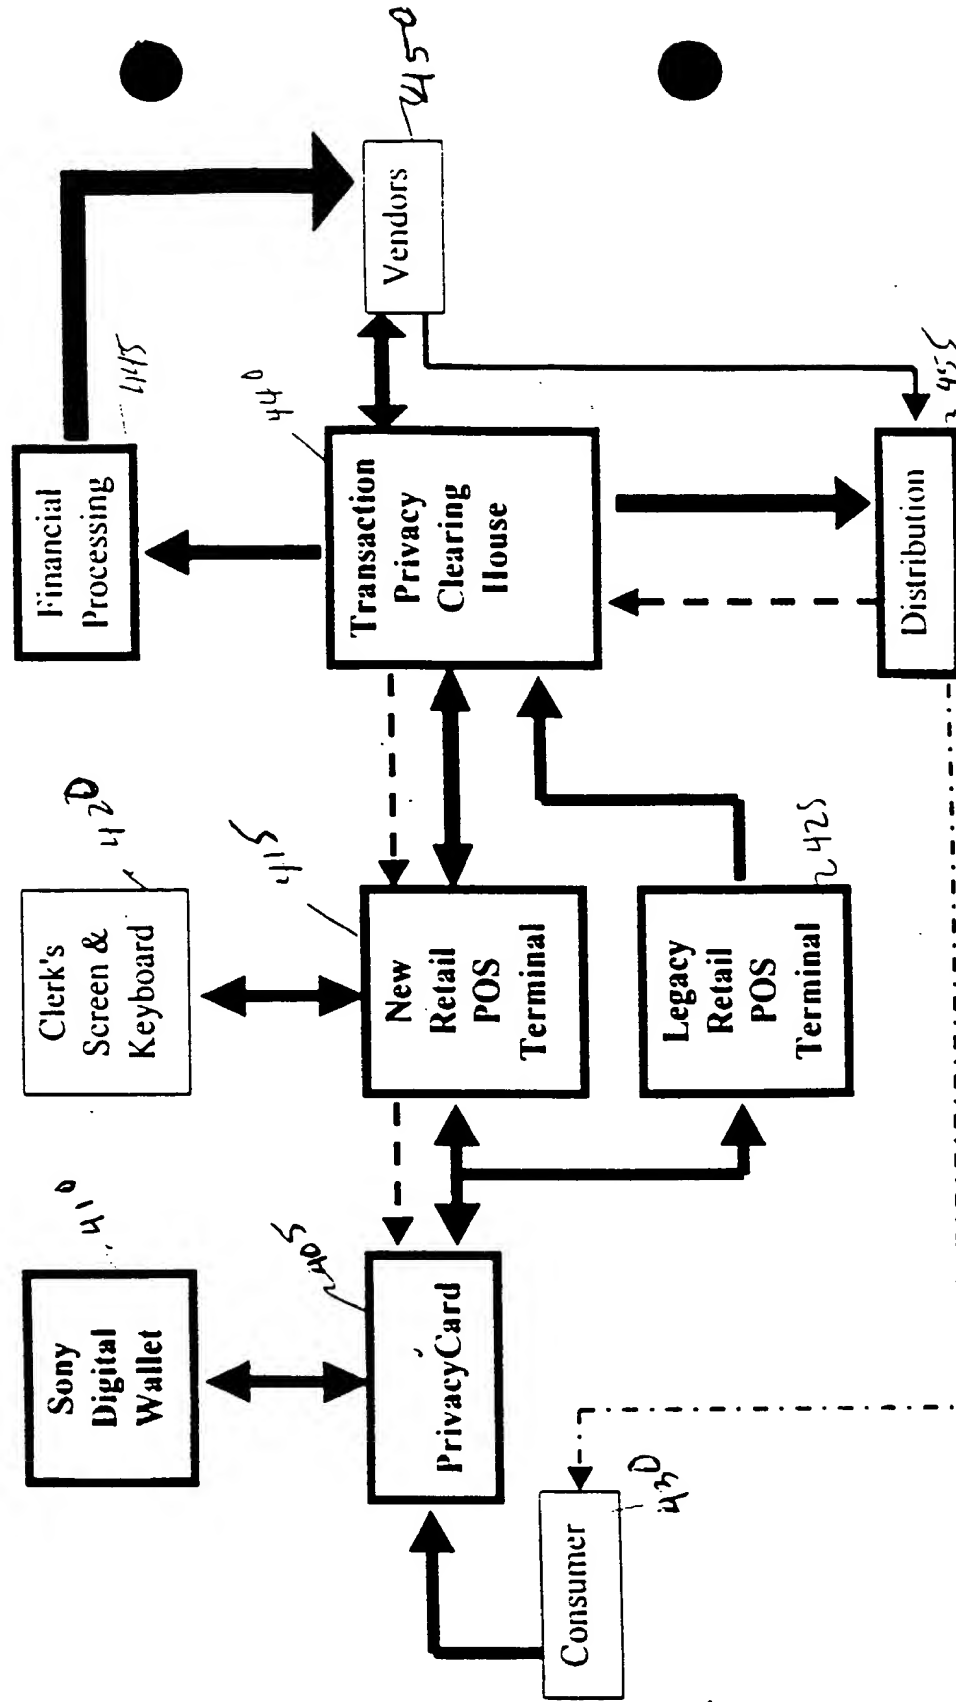 Sony
Digital
Wallet
410
Clerk's
Screen &
Keyboard
420
Financial
Processing
445
PrivacyCard
405
New
Retail
POS
Terminal
415
Transaction
Privacy
Clearing
House
440
Vendors
450
Consumer
430
Legacy
Retail
POS
Terminal
425
Distribution
455